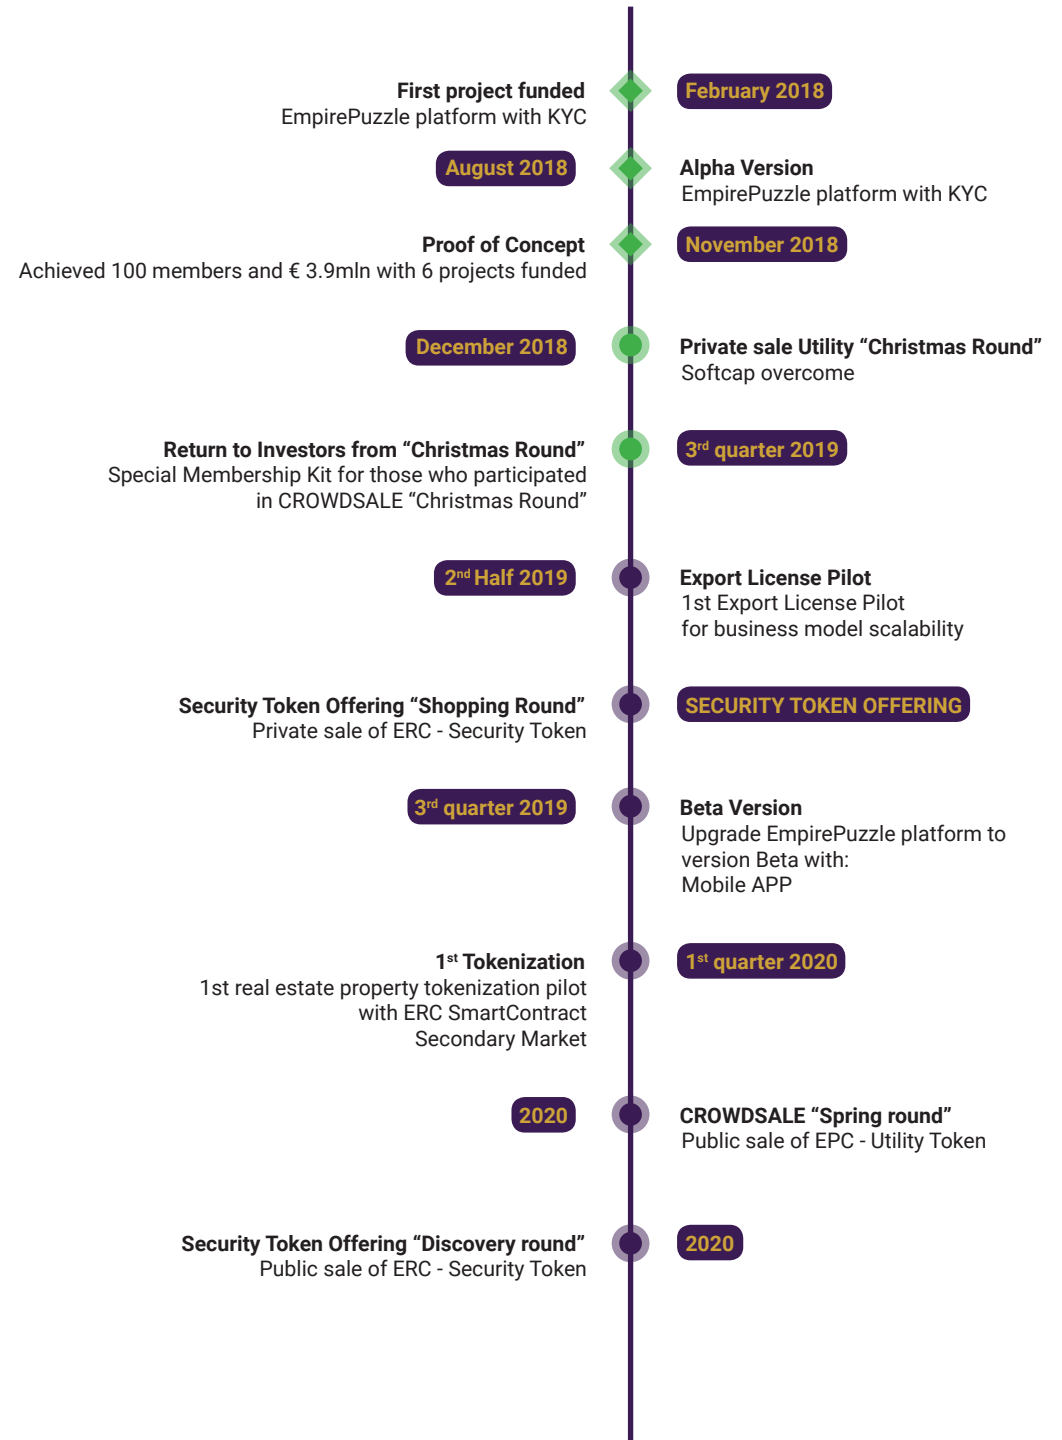 First project funded
February 2018
EmpirePuzzle platform with KYC
August 2018
Alpha Version
EmpirePuzzle platform with KYC
Proof of Concept
November 2018
Achieved 100 members and € 3.9mln with 6 projects funded
December 2018
Private sale Utility “Christmas Round”
Softcap overcome
Return to Investors from “Christmas Round”
3rd quarter 2019
Special Membership Kit for those who participated
in CROWDSALE “Christmas Round”
2nd Half 2019
Export License Pilot
1st Export License Pilot
for business model scalability
Security Token Offering “Shopping Round”
SECURITY TOKEN OFFERING
Private sale of ERC - Security Token
3rd quarter 2019
Beta Version
Upgrade EmpirePuzzle platform to
version Beta with:
Mobile APP
1st Tokenization
1st quarter 2020
1st real estate property tokenization pilot
with ERC SmartContract
Secondary Market
2020
CROWDSALE “Spring round”
Public sale of EPC - Utility Token
Security Token Offering “Discovery round”
2020
Public sale of ERC - Security Token